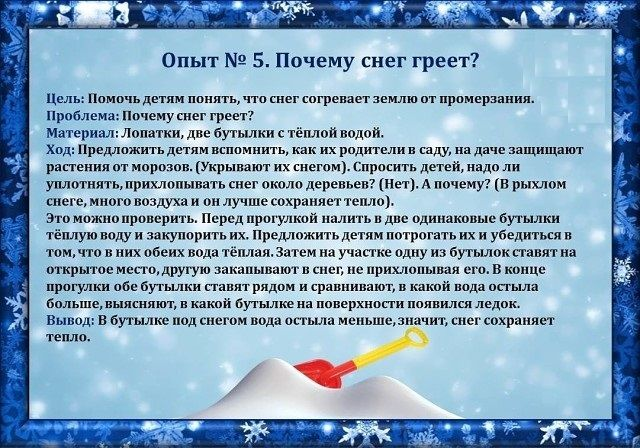 Опыт № 5. Почему снег греет?
Цель: Помочь детям понять, что снег согревает землю от промерзания.
Проблема: Почему снег греет?
Материал: Лопатки, две бутылки с тёплой водой.
Ход: Предложить детям вспомнить, как их родители в саду, на даче защищают
растения от морозов. (Укрывают их снегом). Спросить детей, надо ли
уплотнять, прихлопывать снег около деревьев? (Нет). А почему? (В рыхлом
снеге, много воздуха и он лучше сохраняет тепло).
Это можно проверить. Перед прогулкой налить в две одинаковые бутылки
тёплую воду и закупорить их. Предложить детям потрогать их и убедиться в
том, что в них обеих вода тёплая. Затем на участке одну из бутылок ставят на
открытое место, другую закапывают в снег, не прихлопывая его. В конце
прогулки обе бутылки ставят рядом и сравнивают, в какой вода остыла
больше, выясняют, в какой бутылке на поверхности появился ледок.
Вывод: В бутылке под снегом вода остыла меньше, значит, снег сохраняет
тепло.